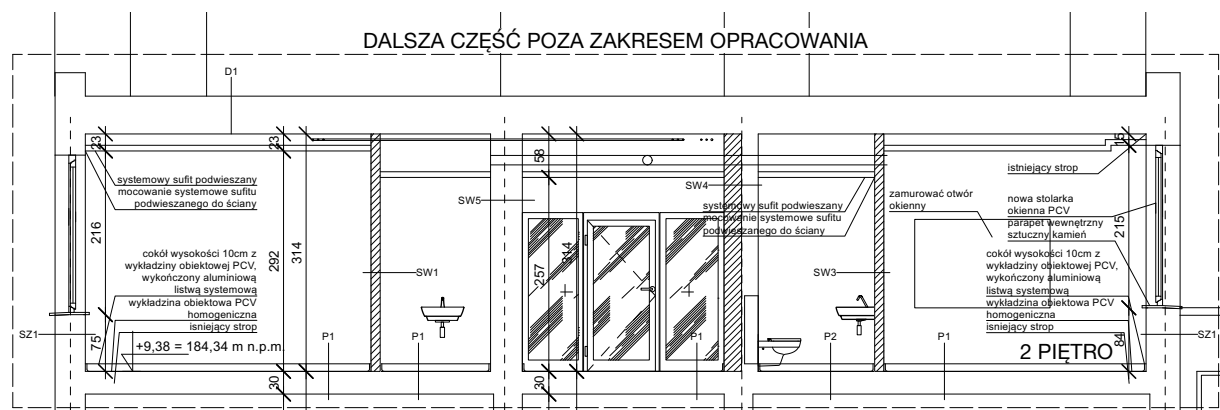 DALSZA CZĘŚĆ POZA ZAKRESEM OPRACOWANIA
D1
23
23
15
58
systemowy sufit podwieszany
mocowanie systemowe sufitu
podwieszanego do ściany
istniejący strop
SW4
SW5
systemowy sufit podwieszany
mocowanie systemowe sufitu
podwieszanego do ściany
zamurować otwór
okienny
nowa stolarka
okienna PCV
parapet wewnętrzny
sztuczny kamień
216
292
314
314
257
215
cokół wysokości 10cm z
wykładziny obiektowej PCV,
wykończony aluminiową
listwą systemową
wykładzina obiektowa PCV
homogeniczna
isniejący strop
SW1
SW3
cokół wysokości 10cm z
wykładziny obiektowej PCV,
wykończony aluminiową
listwą systemową
wykładzina obiektowa PCV
homogeniczna
isniejący strop
SZ1
75
+9,38 = 184,34 m n.p.m.
P1
P1
P1
P2
P1
2 PIĘTRO
84
SZ1
30
30